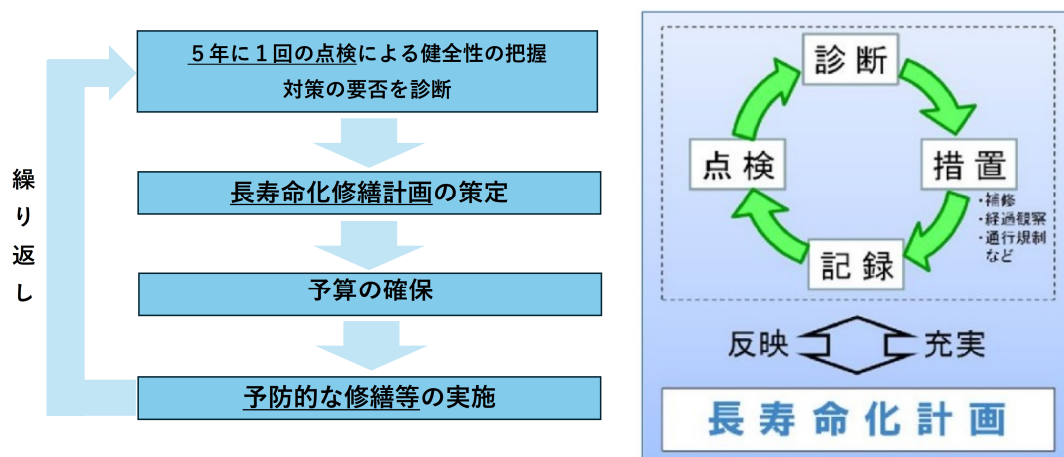 5年に1回の点検による健全性の把握
対策の要否を診断
長寿命化修繕計画の策定
予算の確保
予防的な修繕等の実施
繰り返し
診断
措置
・補修
・経過観察
・通行規制
など
記録
点検
反映
充実
長寿命化計画